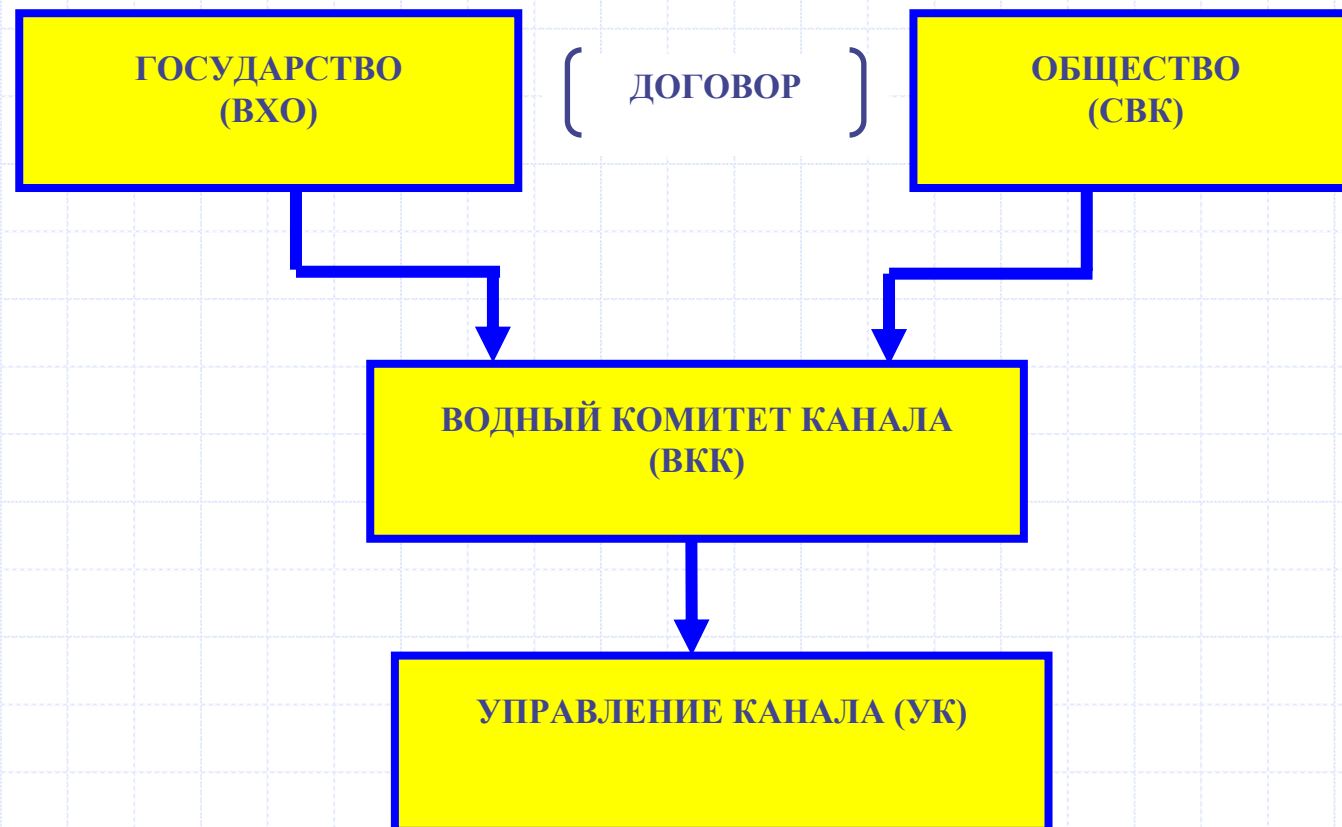 ГОСУДАРСТВО
(ВХО)
ДОГОВОР
ОБЩЕСТВО
(СВК)
ВОДНЫЙ КОМИТЕТ КАНАЛА
(ВКК)
УПРАВЛЕНИЕ КАНАЛА (УК)